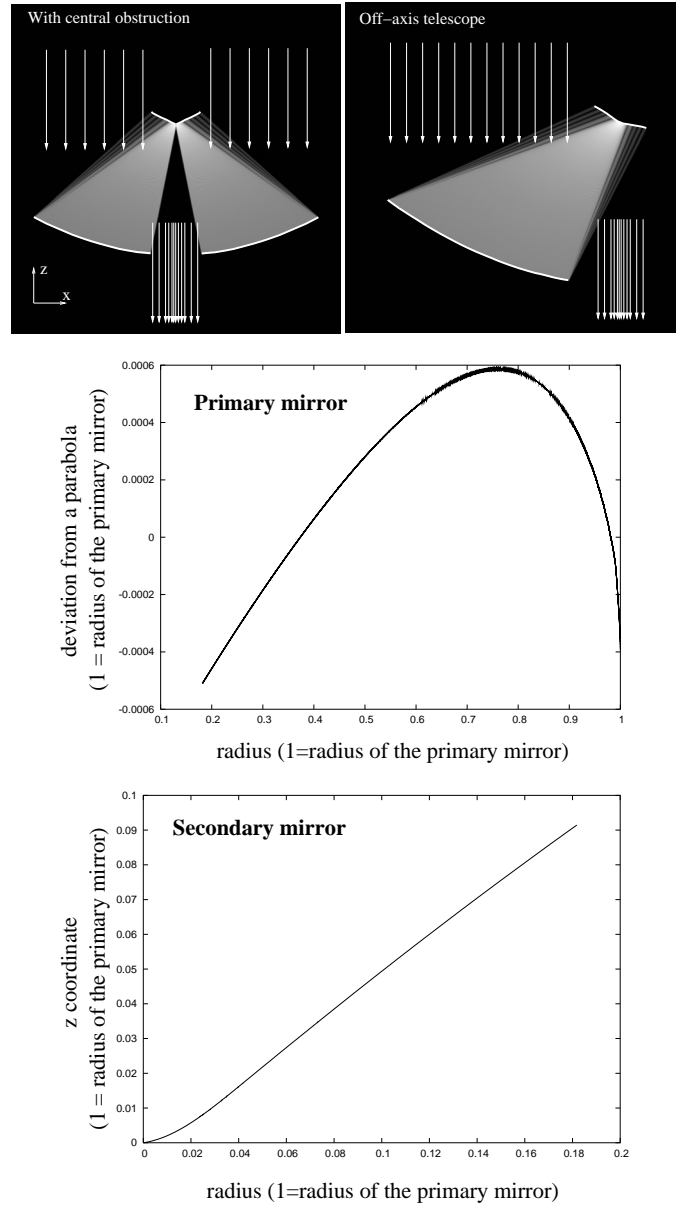 With central obstruction
Off−axis telescope
z
x
Primary mirror
deviation from a parabola
(1 = radius of the primary mirror)
0.0006
0.0004
0.0002
0
-0.0002
-0.0004
-0.0006
0.1 0.2 0.3 0.4 0.5 0.6 0.7 0.8 0.9 1
radius (1=radius of the primary mirror)
Secondary mirror
z coordinate
(1 = radius of the primary mirror)
0.1
0.09
0.08
0.07
0.06
0.05
0.04
0.03
0.02
0.01
0
0 0.02 0.04 0.06 0.08 0.1 0.12 0.14 0.16 0.18 0.2
radius (1=radius of the primary mirror)